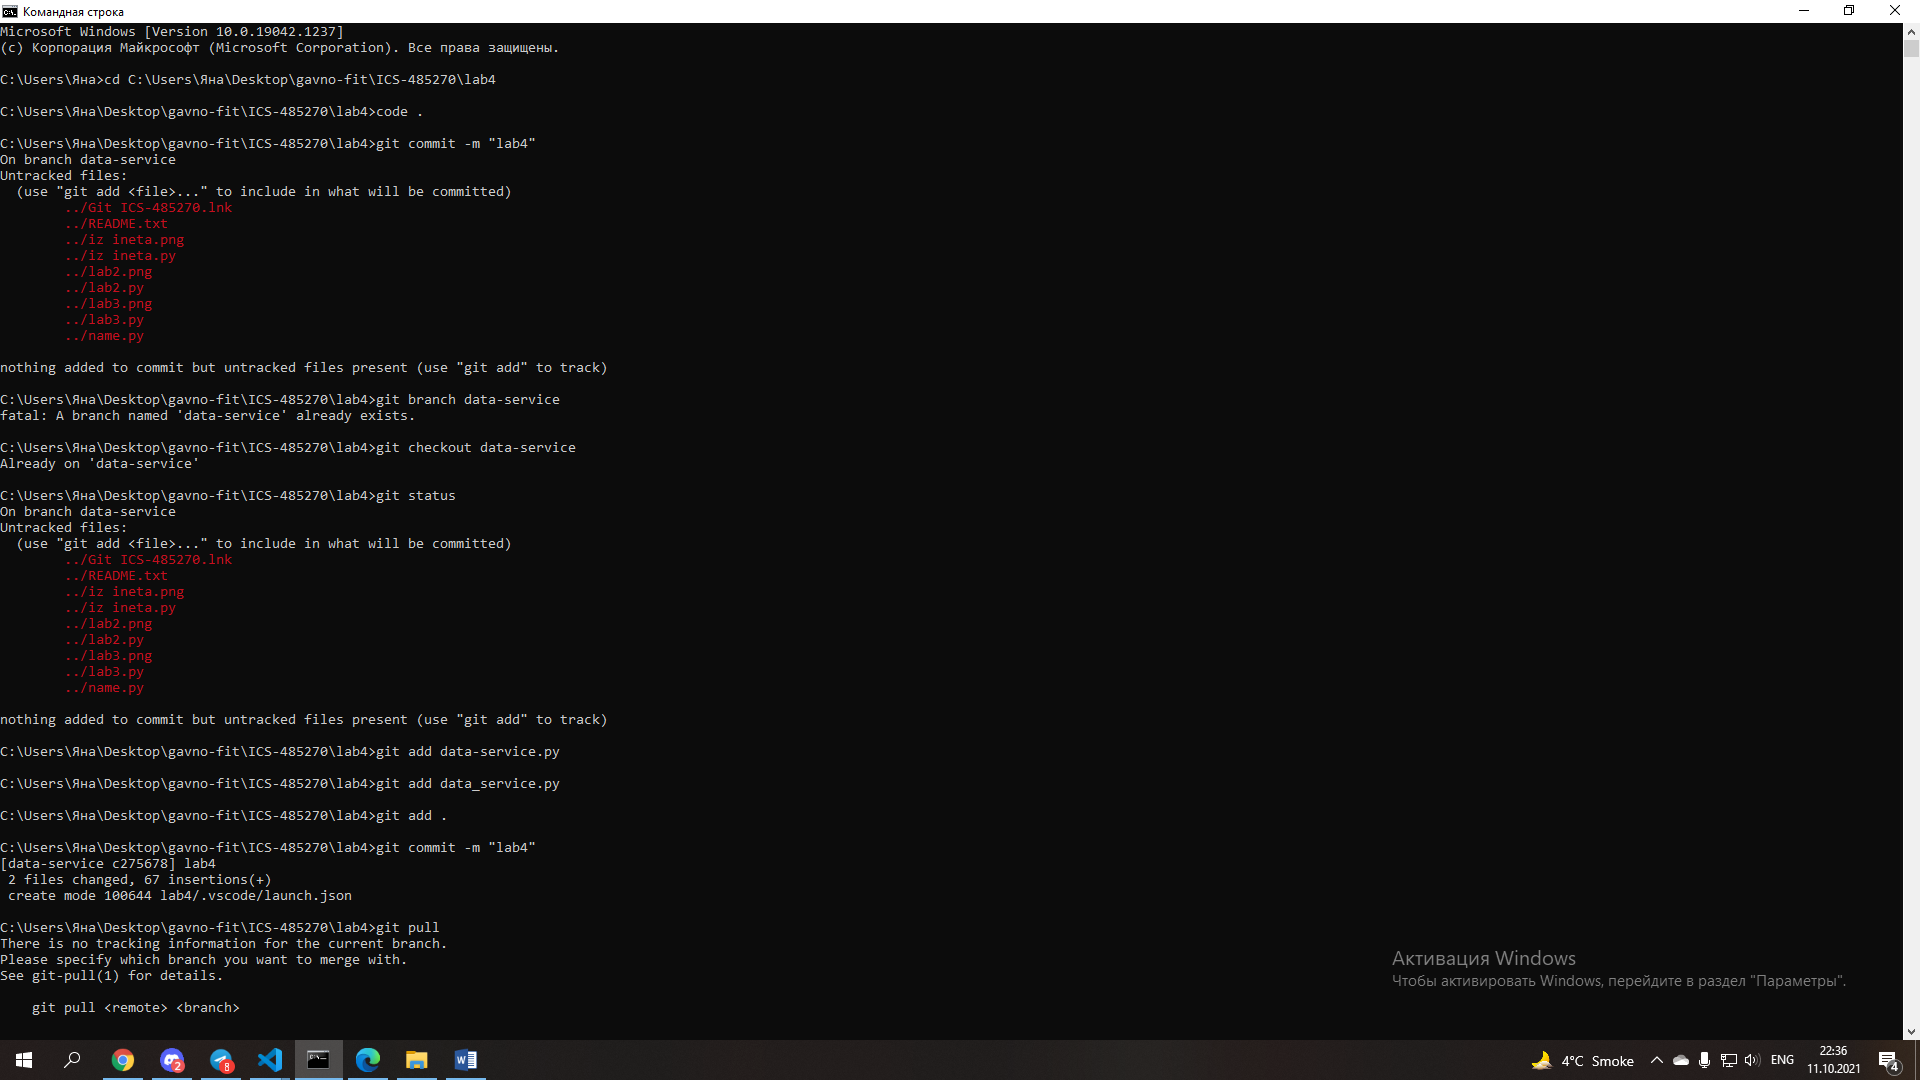 Командная строка
Microsoft Windows [Version 10.0.19042.1237]
(c) Корпорация Майкрософт (Microsoft Corporation). Все права защищены.
C:\Users\Яна>cd C:\Users\Яна\Desktop\gavno-fit\ICS-485270\lab4
C:\Users\Яна\Desktop\gavno-fit\ICS-485270\lab4>code .
C:\Users\Яна\Desktop\gavno-fit\ICS-485270\lab4>git commit -m "lab4"
On branch data-service
Untracked files:
  (use "git add <file>..." to include in what will be committed)
        ../Git ICS-485270.lnk
        ../README.txt
        ../iz ineta.png
        ../iz ineta.py
        ../lab2.png
        ../lab2.py
        ../lab3.png
        ../lab3.py
        ../name.py
nothing added to commit but untracked files present (use "git add" to track)
C:\Users\Яна\Desktop\gavno-fit\ICS-485270\lab4>git branch data-service
fatal: A branch named 'data-service' already exists.
C:\Users\Яна\Desktop\gavno-fit\ICS-485270\lab4>git checkout data-service
Already on 'data-service'
C:\Users\Яна\Desktop\gavno-fit\ICS-485270\lab4>git status
On branch data-service
Untracked files:
  (use "git add <file>..." to include in what will be committed)
        ../Git ICS-485270.lnk
        ../README.txt
        ../iz ineta.png
        ../iz ineta.py
        ../lab2.png
        ../lab2.py
        ../lab3.png
        ../lab3.py
        ../name.py
nothing added to commit but untracked files present (use "git add" to track)
C:\Users\Яна\Desktop\gavno-fit\ICS-485270\lab4>git add data-service.py
C:\Users\Яна\Desktop\gavno-fit\ICS-485270\lab4>git add data_service.py
C:\Users\Яна\Desktop\gavno-fit\ICS-485270\lab4>git add .
C:\Users\Яна\Desktop\gavno-fit\ICS-485270\lab4>git commit -m "lab4"
[data-service c275678] lab4
 2 files changed, 67 insertions(+)
 create mode 100644 lab4/.vscode/launch.json
C:\Users\Яна\Desktop\gavno-fit\ICS-485270\lab4>git pull
There is no tracking information for the current branch.
Please specify which branch you want to merge with.
See git-pull(1) for details.
    git pull <remote> <branch>
Активация Windows
Чтобы активировать Windows, перейдите в раздел "Параметры".
2
8
4°C Smoke
ENG
22:36
11.10.2021
4